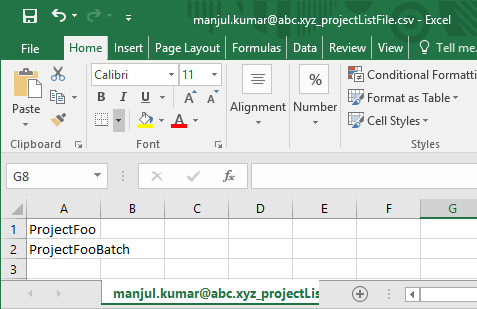 manjul.kumar@abc.xyz_projectListFile.csv - Excel
File Home Insert Page Layout Formulas Data Review View Tell me.
Paste
Clipboard
Calibri 11 A A
B I U A
Font
Alignment
% Number
Conditional Formatti
Format as Table
Cell Styles
Styles
G8 fx
A B C D E F G
1 ProjectFoo
2 ProjectFooBatch
3
manjul.kumar@abc.xyz_projectLis